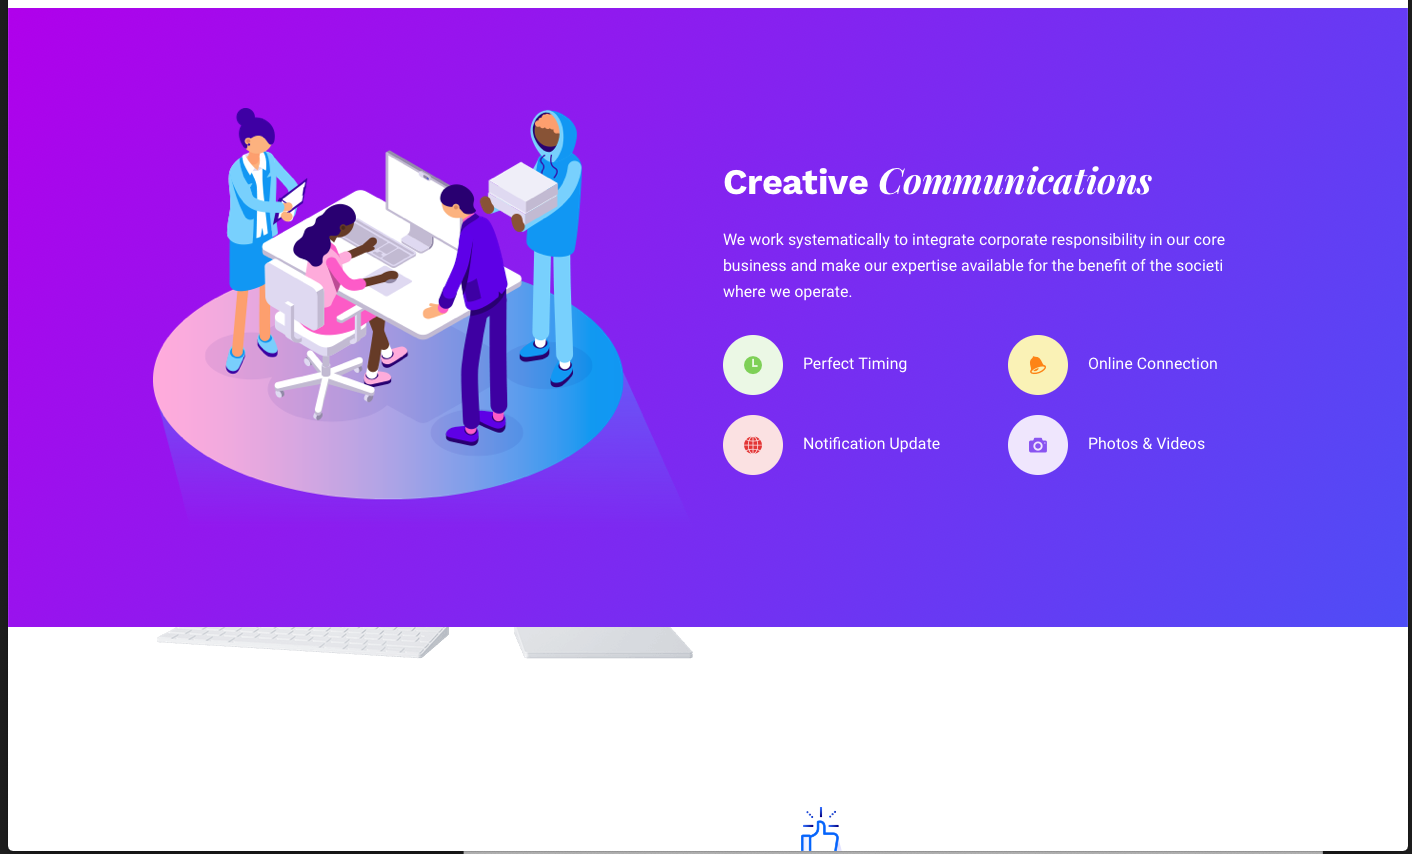 Creative Communications
We work systematically to integrate corporate responsibility in our core
business and make our expertise available for the benefit of the societi
where we operate.
Perfect Timing
Online Connection
Notification Update
Photos & Videos